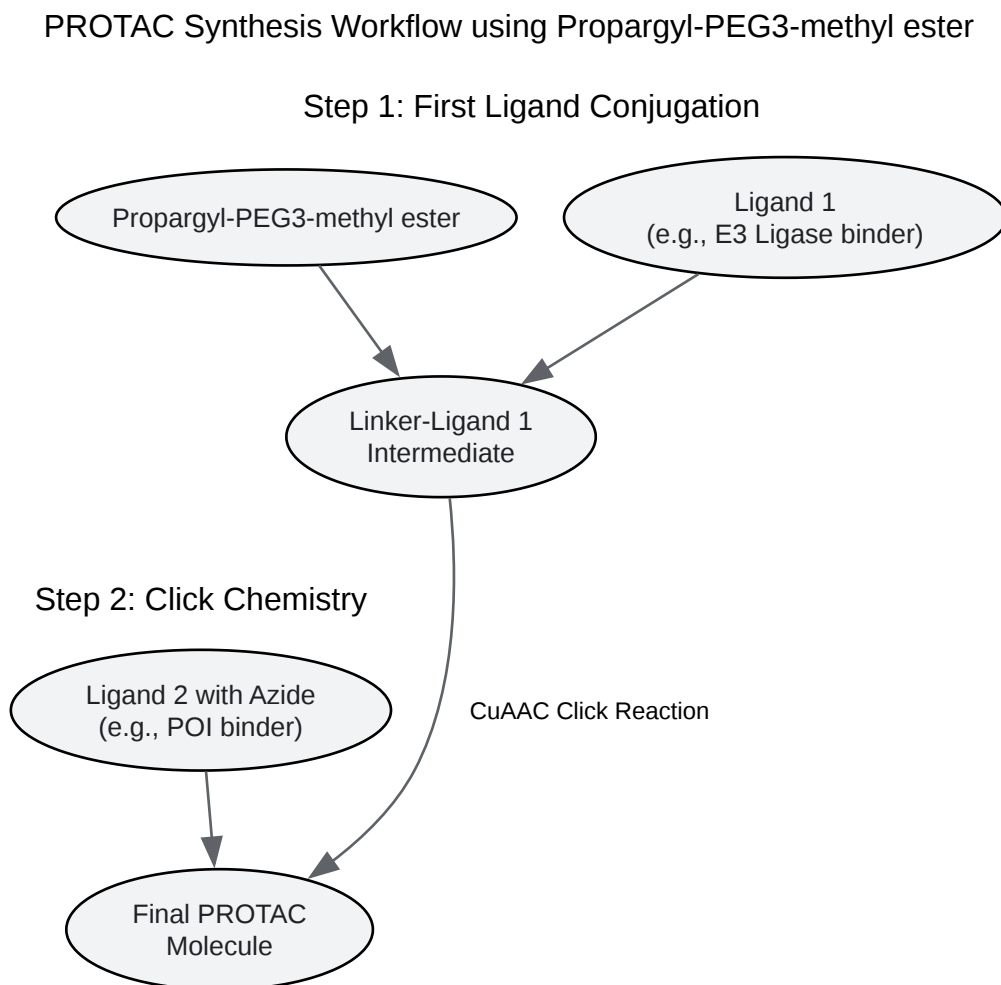 PROTAC Synthesis Workflow using Propargyl-PEG3-methyl ester
Step 1: First Ligand Conjugation
Propargyl-PEG3-methyl ester
Ligand 1
(e.g., E3 Ligase binder)
Linker-Ligand 1
Intermediate
Step 2: Click Chemistry
Ligand 2 with Azide
(e.g., POI binder)
CuAAC Click Reaction
Final PROTAC
Molecule